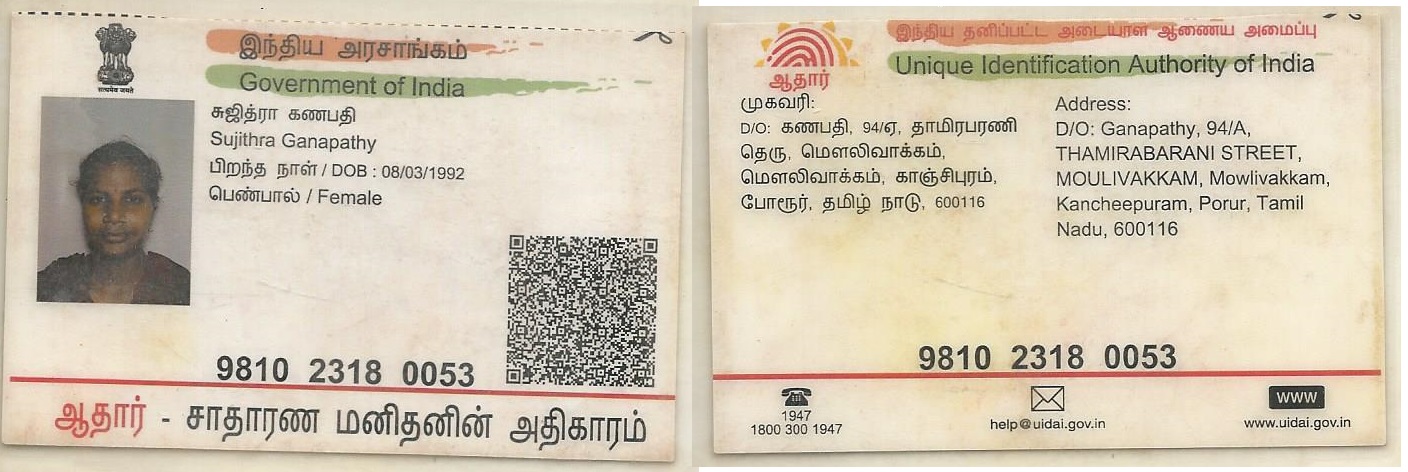 இந்திய அரசாங்கம்
Government of India
सत्यमेव जयते
சுஜித்ரா கணபதி
Sujithra Ganapathy
பிறந்த நாள் / DOB : 08/03/1992
பெண்பால் / Female
9810 2318 0053
ஆதார் - சாதாரண மனிதனின் அதிகாரம்
இந்திய தனிப்பட்ட அடையாள ஆணைய அமைப்பு
Unique Identification Authority of India
ஆதார்
முகவரி:
D/O: கணபதி, 94/ஏ, தாமிரபரணி
தெரு, மௌலிவாக்கம்,
மௌலிவாக்கம், காஞ்சிபுரம்,
போரூர், தமிழ் நாடு, 600116
Address:
D/O: Ganapathy, 94/A,
THAMIRABARANI STREET,
MOULIVAKKAM, Mowlivakkam,
Kancheepuram, Porur, Tamil
Nadu, 600116
9810 2318 0053
1947
1800 300 1947
help@uidai.gov.in
WWW
www.uidai.gov.in